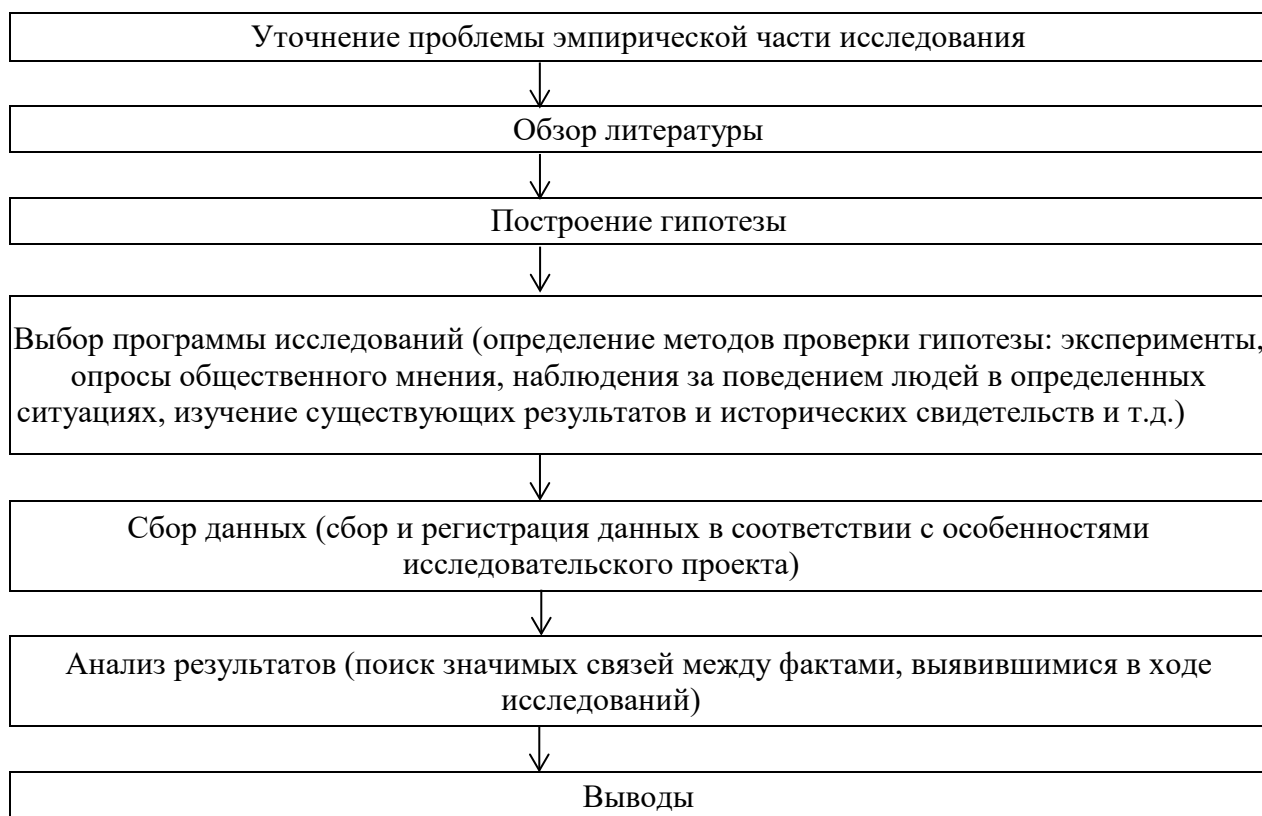 Уточнение проблемы эмпирической части исследования
Обзор литературы
Построение гипотезы
Выбор программы исследований (определение методов проверки гипотезы: эксперименты,
опросы общественного мнения, наблюдения за поведением людей в определенных
ситуациях, изучение существующих результатов и исторических свидетельств и т.д.)
Сбор данных (сбор и регистрация данных в соответствии с особенностями
исследовательского проекта)
Анализ результатов (поиск значимых связей между фактами, выявившимися в ходе
исследований)
Выводы